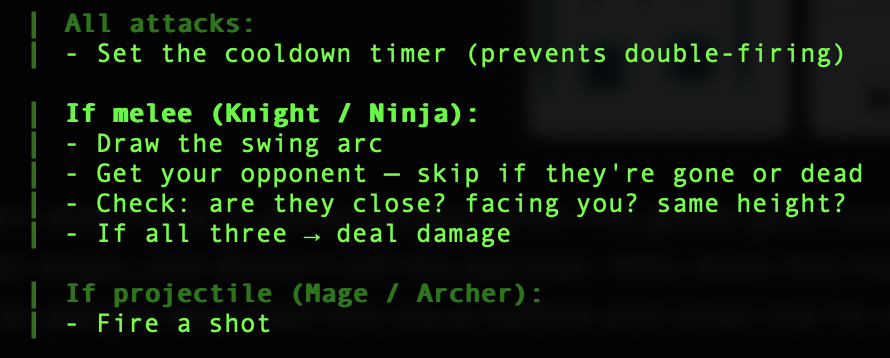 All attacks:
- Set the cooldown timer (prevents double-firing)
If melee (Knight / Ninja):
- Draw the swing arc
- Get your opponent — skip if they're gone or dead
- Check: are they close? facing you? same height?
- If all three → deal damage
If projectile (Mage / Archer):
- Fire a shot